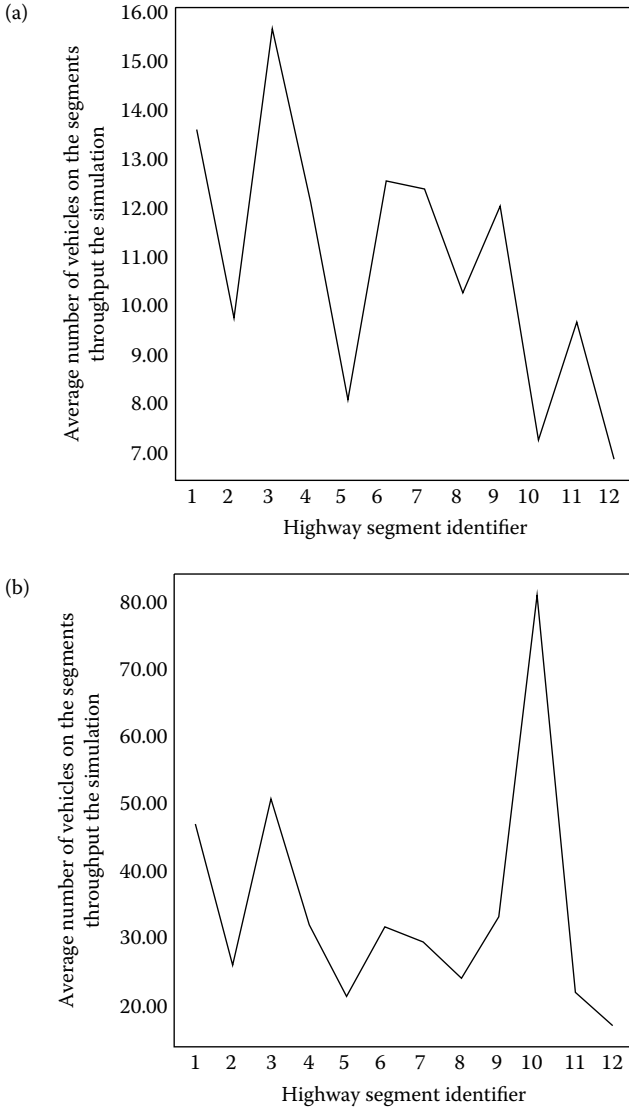 (a)
Average number of vehicles on the segments
throughput the simulation
16.00
15.00
14.00
13.00
12.00
11.00
10.00
9.00
8.00
7.00
1 2 3 4 5 6 7 8 9 10 11 12
Highway segment identifier
(b)
Average number of vehicles on the segments
throughput the simulation
80.00
70.00
60.00
50.00
40.00
30.00
20.00
1 2 3 4 5 6 7 8 9 10 11 12
Highway segment identifier